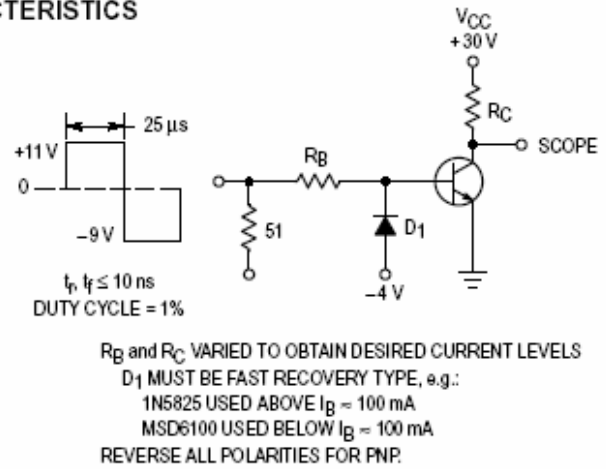 CTERISTICS
VCC
+30 V
RC
SCOPE
25 μs
+11 V
0
RB
−9 V
51
D1
−4 V
tr, tf ≤ 10 ns
DUTY CYCLE = 1%
RB and RC VARIED TO OBTAIN DESIRED CURRENT LEVELS
D1 MUST BE FAST RECOVERY TYPE, e.g.:
1N5825 USED ABOVE IB ≈ 100 mA
MSD6100 USED BELOW IB ≈ 100 mA
REVERSE ALL POLARITIES FOR PNP.